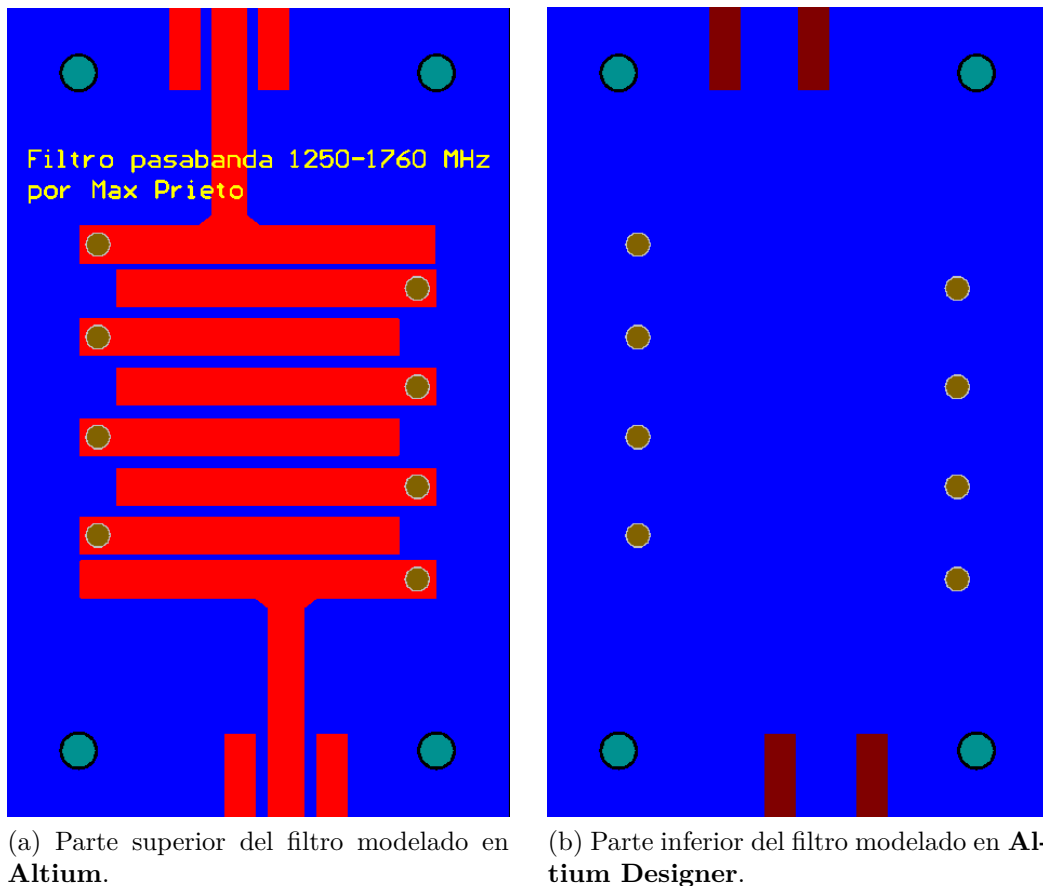 Filtro pasabanda 1250-1760 MHz
por Max Prieto
(a) Parte superior del filtro modelado en
Altium.
(b) Parte inferior del filtro modelado en Al-
tium Designer.